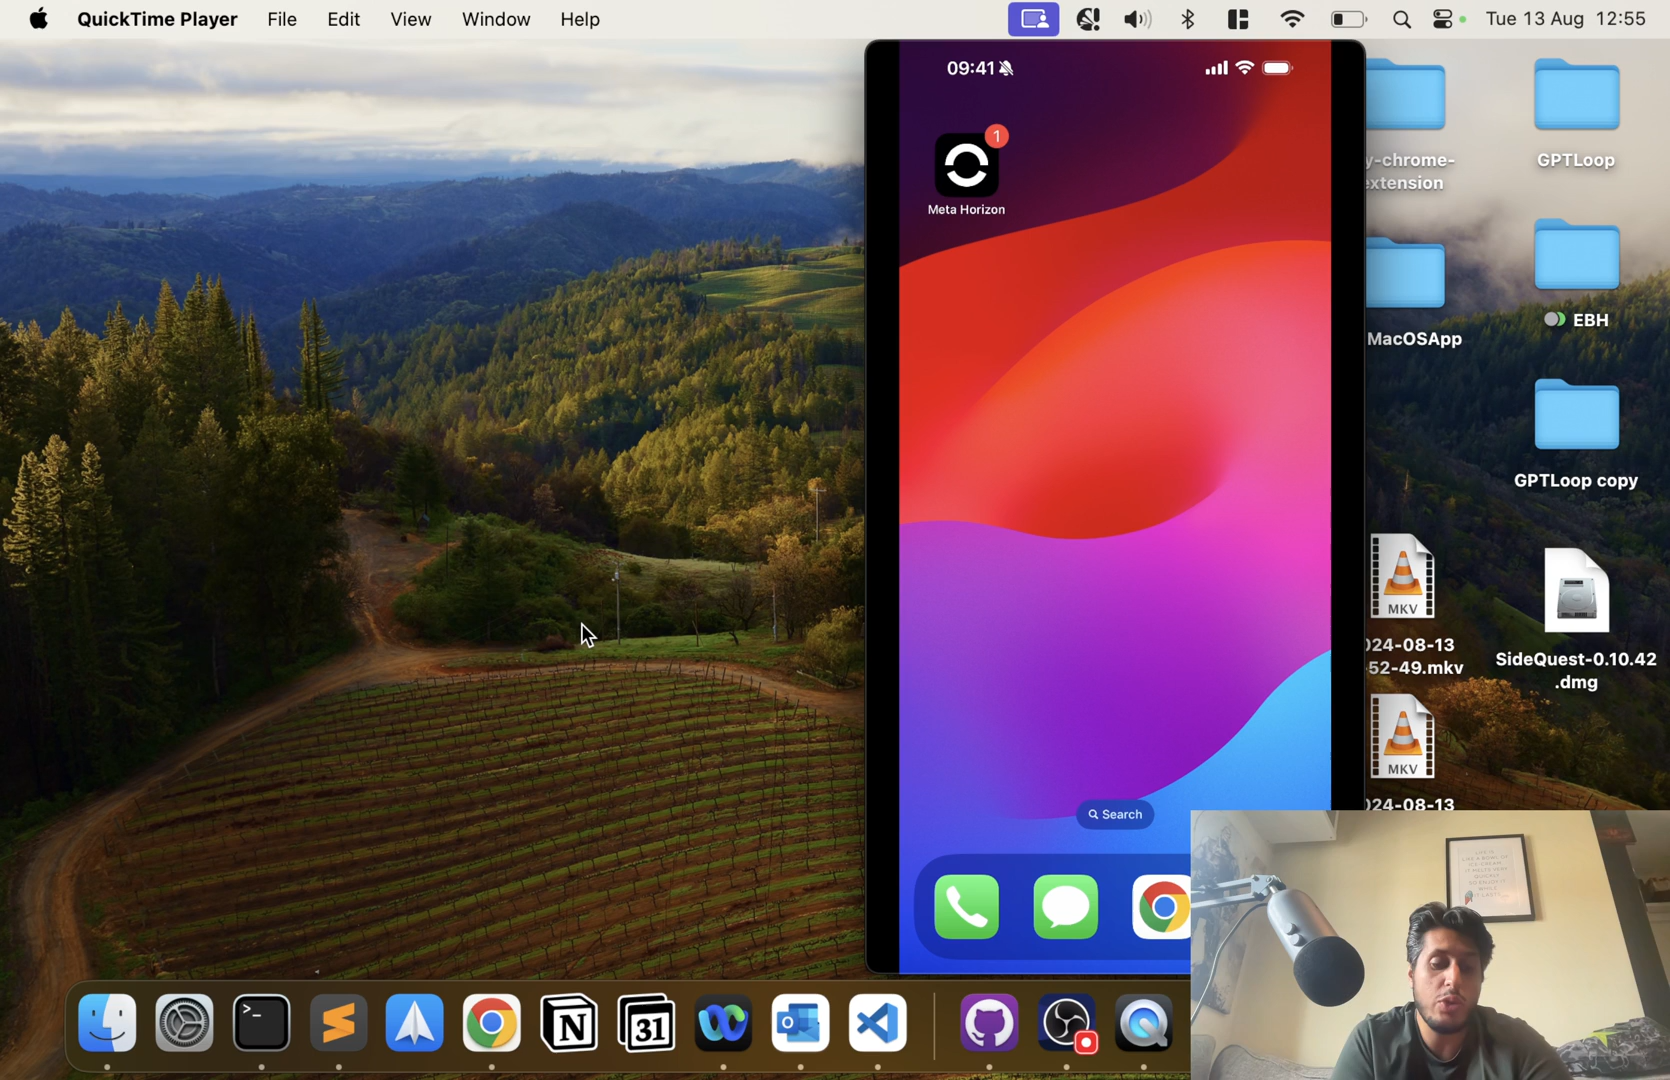 QuickTime Player File Edit View Window Help Tue 13 Aug 12:55
09:41
1
Meta Horizon
y-chrome-
extension
GPTLoop
MacOSApp
EBH
GPTLoop copy
MKV
024-08-13
-52-49.mkv
SideQuest-0.10.42
.dmg
MKV
024-08-13
Search
31